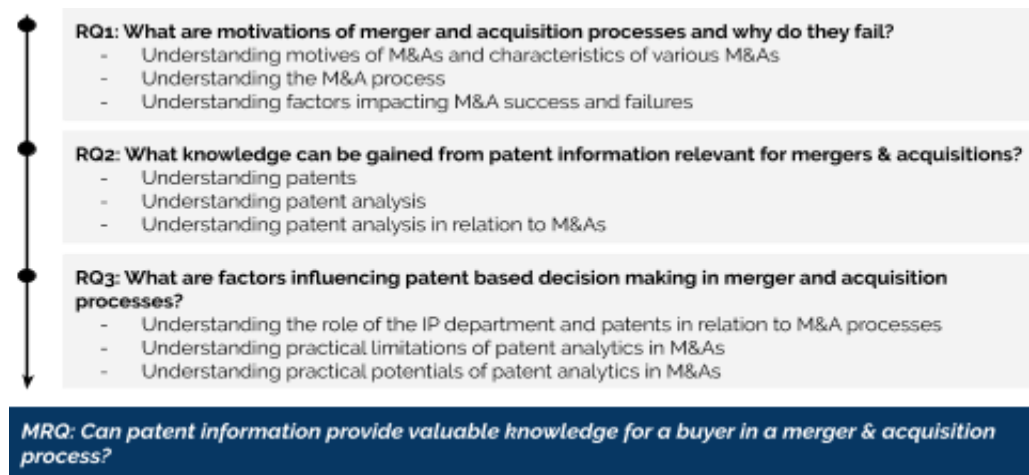 RQ1: What are motivations of merger and acquisition processes and why do they fail?
- Understanding motives of M&As and characteristics of various M&As
- Understanding the M&A process
- Understanding factors impacting M&A success and failures
RQ2: What knowledge can be gained from patent information relevant for mergers & acquisitions?
- Understanding patents
- Understanding patent analysis
- Understanding patent analysis in relation to M&As
RQ3: What are factors influencing patent based decision making in merger and acquisition
processes?
- Understanding the role of the IP department and patents in relation to M&A processes
- Understanding practical limitations of patent analytics in M&As
- Understanding practical potentials of patent analytics in M&As
MRQ: Can patent information provide valuable knowledge for a buyer in a merger & acquisition
process?